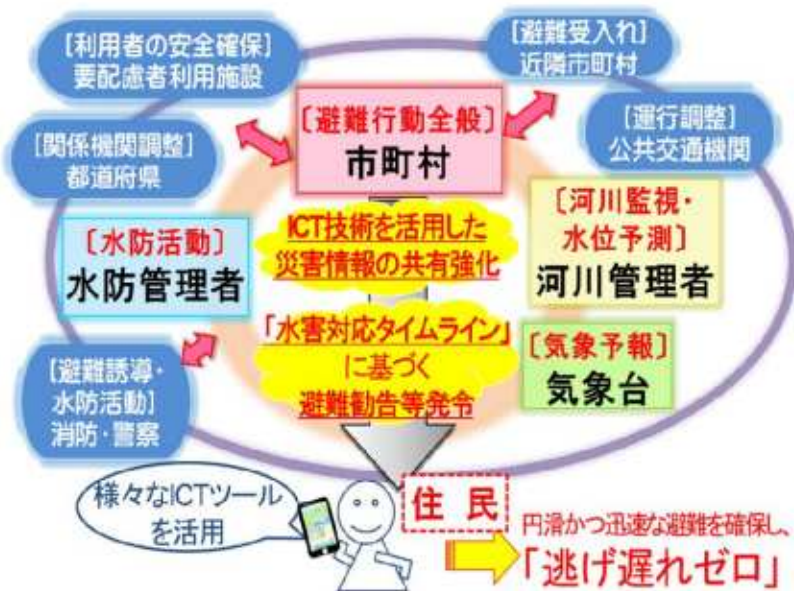 [利用者の安全確保]
要配慮者利用施設
[避難受入れ]
近隣市町村
[関係機関調整]
都道府県
[避難行動全般]
市町村
[運行調整]
公共交通機関
[水防活動]
水防管理者
ICT技術を活用した
災害情報の共有強化
[河川監視・
水位予測]
河川管理者
「水害対応タイムライン」
に基づく
避難勧告等発令
[気象予報]
気象台
[避難誘導・
水防活動]
消防・警察
様々なICTツール
を活用
住民
円滑かつ迅速な避難を確保し、
「逃げ遅れゼロ」